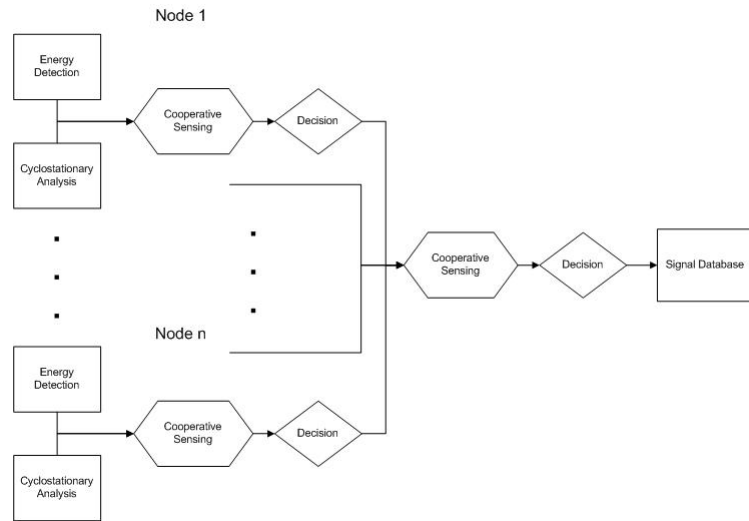 Node 1
Energy
Detection
Cooperative
Sensing
Decision
Cyclostationary
Analysis
Cooperative
Sensing
Decision
Signal Database
Node n
Energy
Detection
Cooperative
Sensing
Decision
Cyclostationary
Analysis